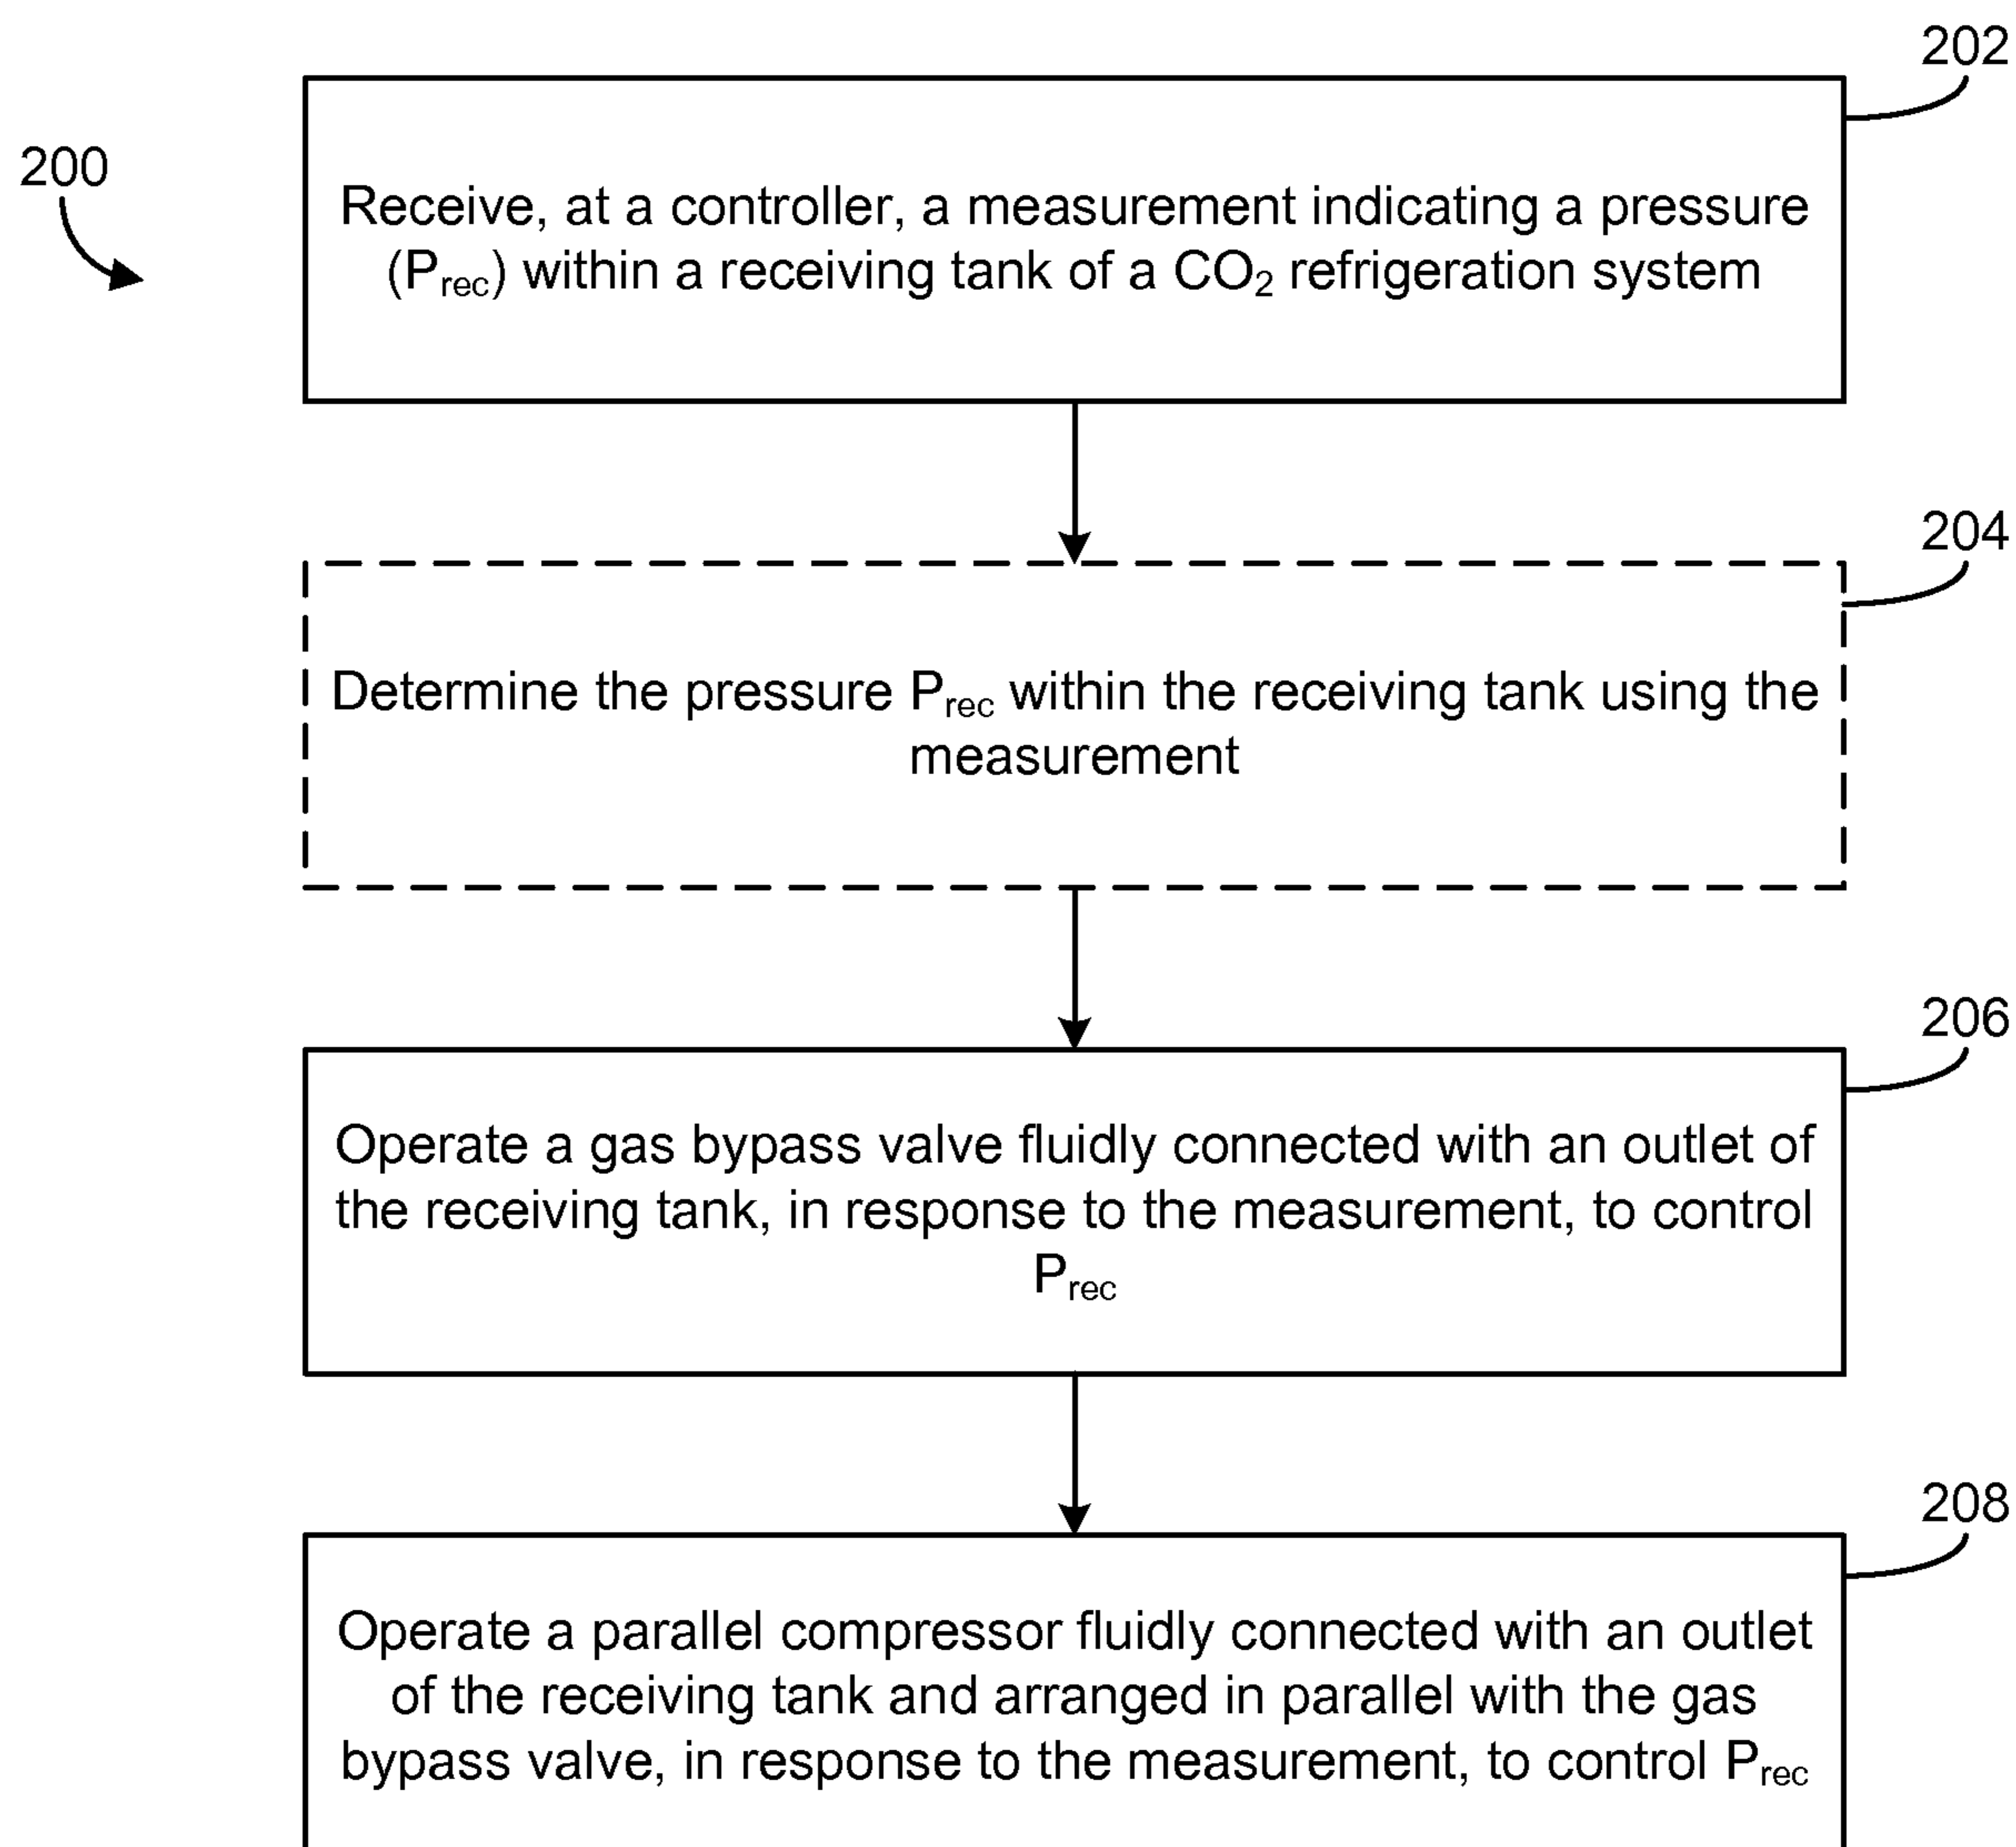 202
200
Receive, at a controller, a measurement indicating a pressure
(Prec) within a receiving tank of a CO2 refrigeration system
204
Determine the pressure Prec within the receiving tank using the
measurement
206
Operate a gas bypass valve fluidly connected with an outlet of
the receiving tank, in response to the measurement, to control
Prec
208
Operate a parallel compressor fluidly connected with an outlet
of the receiving tank and arranged in parallel with the gas
bypass valve, in response to the measurement, to control Prec